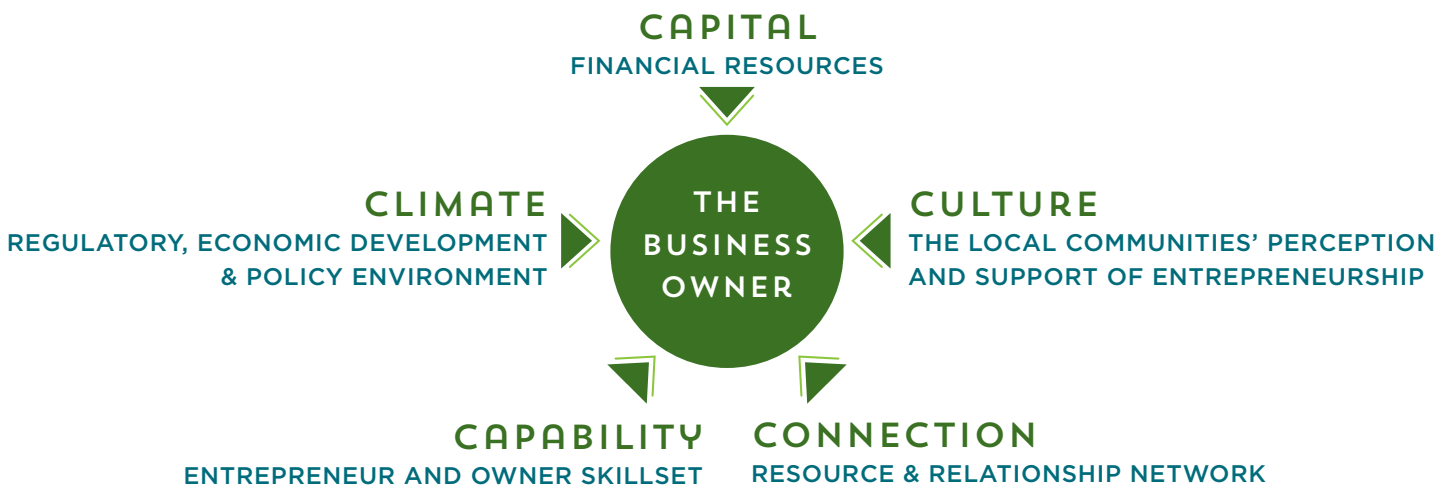 CAPITAL
FINANCIAL RESOURCES
CLIMATE
REGULATORY, ECONOMIC DEVELOPMENT
& POLICY ENVIRONMENT
THE
BUSINESS
OWNER
CULTURE
THE LOCAL COMMUNITIES’ PERCEPTION
AND SUPPORT OF ENTREPRENEURSHIP
CAPABILITY
ENTREPRENEUR AND OWNER SKILLSET
CONNECTION
RESOURCE & RELATIONSHIP NETWORK